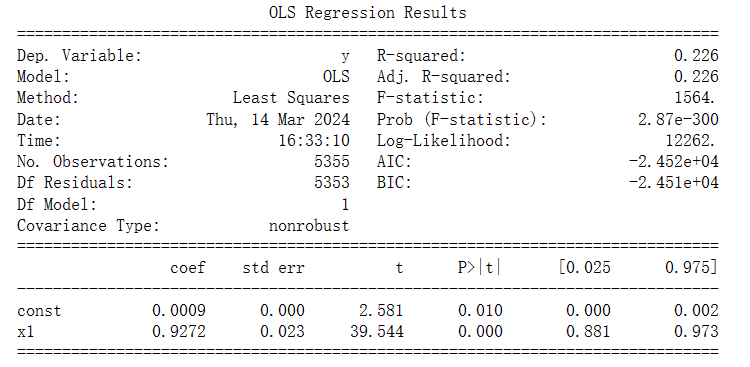 OLS Regression Results
==============================================================================
Dep. Variable: y R-squared: 0.226
Model: OLS Adj. R-squared: 0.226
Method: Least Squares F-statistic: 1564.
Date: Thu, 14 Mar 2024 Prob (F-statistic): 2.87e-300
Time: 16:33:10 Log-Likelihood: 12262.
No. Observations: 5355 AIC: -2.452e+04
Df Residuals: 5353 BIC: -2.451e+04
Df Model: 1
Covariance Type: nonrobust
==============================================================================
coef std err t P>|t| [0.025 0.975]
------------------------------------------------------------------------------
const 0.0009 0.000 2.581 0.010 0.000 0.002
x1 0.9272 0.023 39.544 0.000 0.881 0.973
==============================================================================